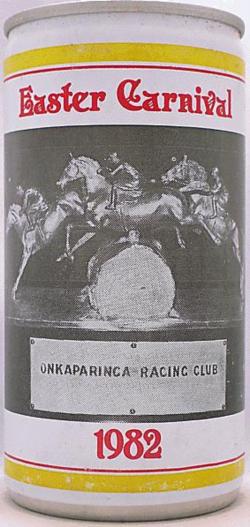 Easter Carnival
ONKAPARINGA RACING CLUB
1982